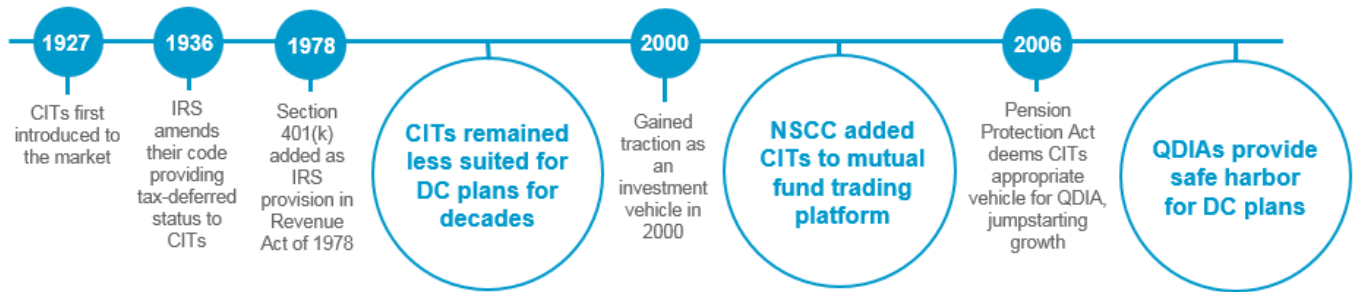 1927
CITs first
introduced to
the market
1936
IRS
amends
their code
providing
tax-deferred
status to
CITs
1978
Section
401(k)
added as
IRS
provision in
Revenue
Act of 1978
CITs remained
less suited for
DC plans for
decades
2000
Gained
traction as
an
investment
vehicle in
2000
NSCC added
CITs to mutual
fund trading
platform
2006
Pension
Protection Act
deems CITs
appropriate
vehicle for QDIA,
jumpstarting
growth
QDIAs provide
safe harbor
for DC plans